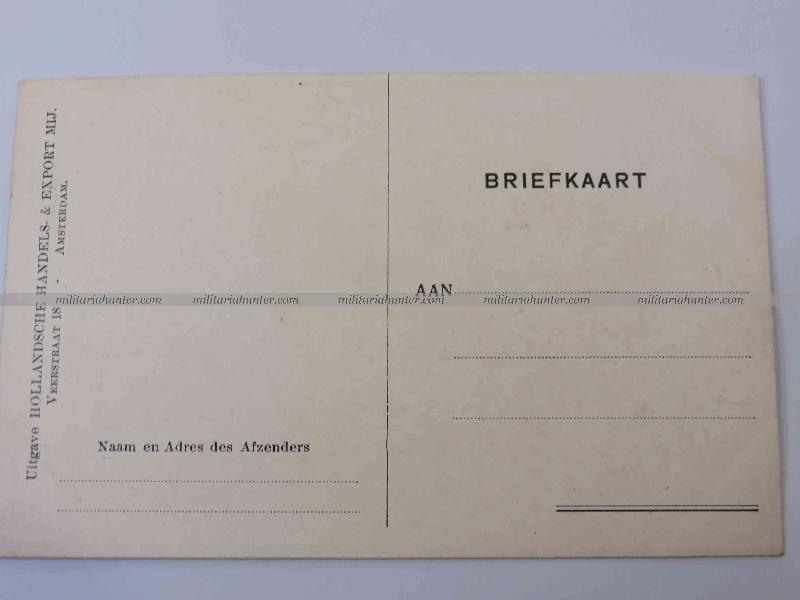 Uitgave HOLLANDSCHE HANDELS- & EXPORT MIJ.
VEERSTRAAT 18 - AMSTERDAM.
BRIEFKAART
AAN
militariahunter.com militariahunter.com militariahunter.com militariahunter.com militariahunter.com
Naam en Adres des Afzenders